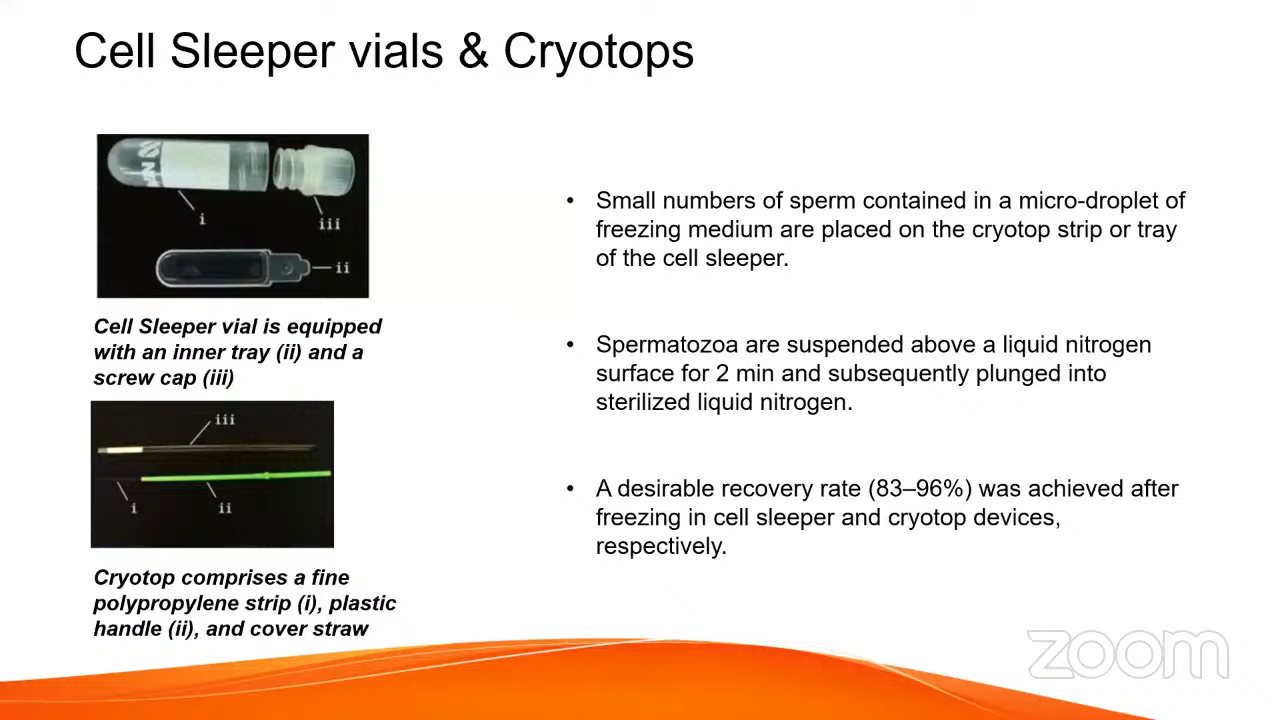 Cell Sleeper vials & Cryotops
i
iii
ii
Cell Sleeper vial is equipped
with an inner tray (ii) and a
screw cap (iii)
iii
i
ii
Cryotop comprises a fine
polypropylene strip (i), plastic
handle (ii), and cover straw
• Small numbers of sperm contained in a micro-droplet of
freezing medium are placed on the cryotop strip or tray
of the cell sleeper.
• Spermatozoa are suspended above a liquid nitrogen
surface for 2 min and subsequently plunged into
sterilized liquid nitrogen.
• A desirable recovery rate (83–96%) was achieved after
freezing in cell sleeper and cryotop devices,
respectively.
zoom